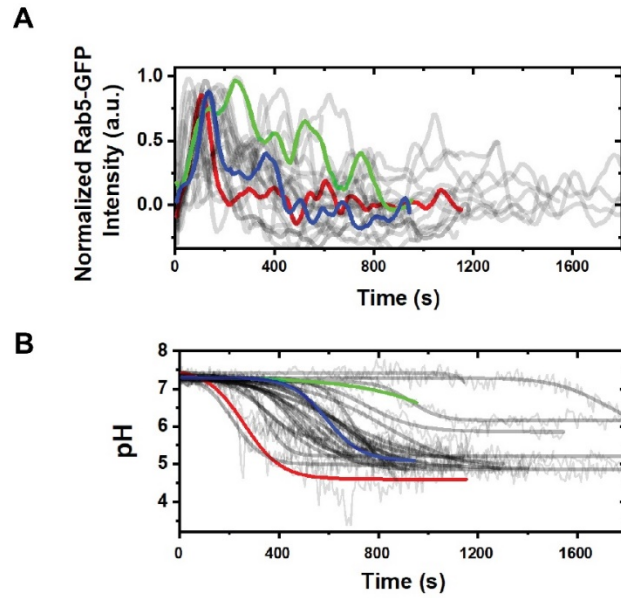 A
Normalized Rab5-GFP
Intensity (a.u.)
1.0
0.5
0.0
0 400 800 1200 1600
Time (s)
B
pH
8
7
6
5
4
0 400 800 1200 1600
Time (s)